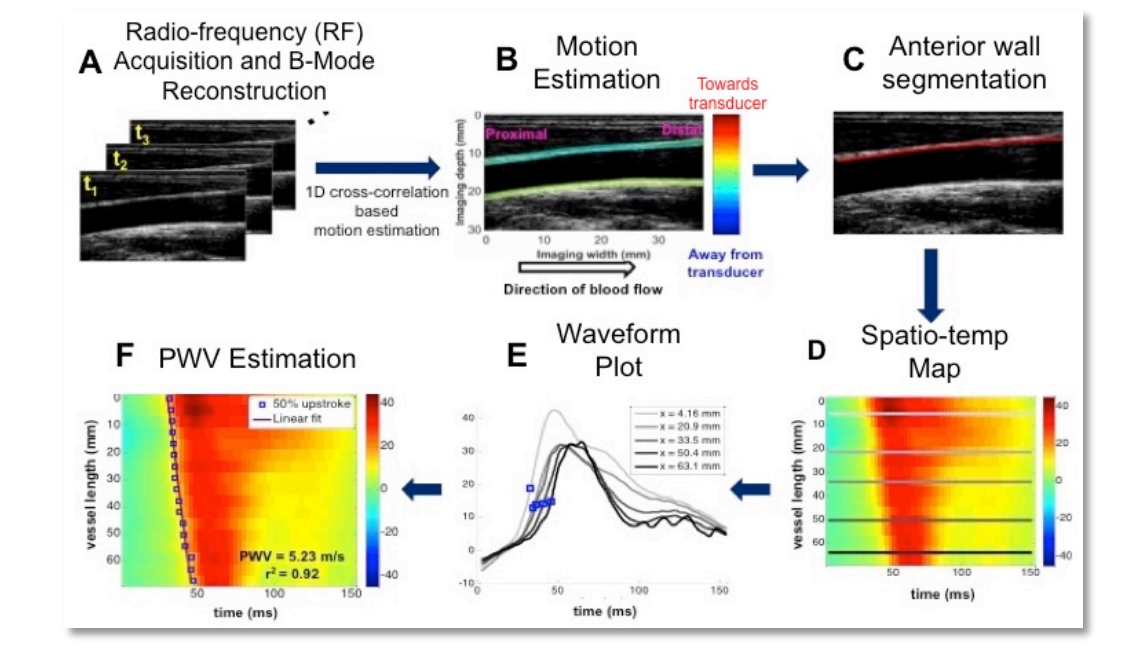 A
Radio-frequency (RF)
Acquisition and B-Mode
Reconstruction
t3
t2
t1
1D cross-correlation
based
motion estimation
B
Motion
Estimation
Towards
transducer
Proximal
Distal
0
10
20
30
Imaging depth (mm)
0 10 20 30
Imaging width (mm)
Away from
transducer
Direction of blood flow
C
Anterior wall
segmentation
D
Spatio-temp
Map
0
10
20
30
40
50
60
vessel length (mm)
50 100 150
time (ms)
40
20
0
-20
-40
E
Waveform
Plot
40
30
20
10
0
-10
x = 4.16 mm
x = 20.9 mm
x = 33.5 mm
x = 50.4 mm
x = 63.1 mm
0 50 100 150
time (ms)
F
PWV Estimation
0
10
20
30
40
50
60
vessel length (mm)
50% upstroke
Linear fit
PWV = 5.23 m/s
r² = 0.92
50 100 150
time (ms)
40
20
0
-20
-40